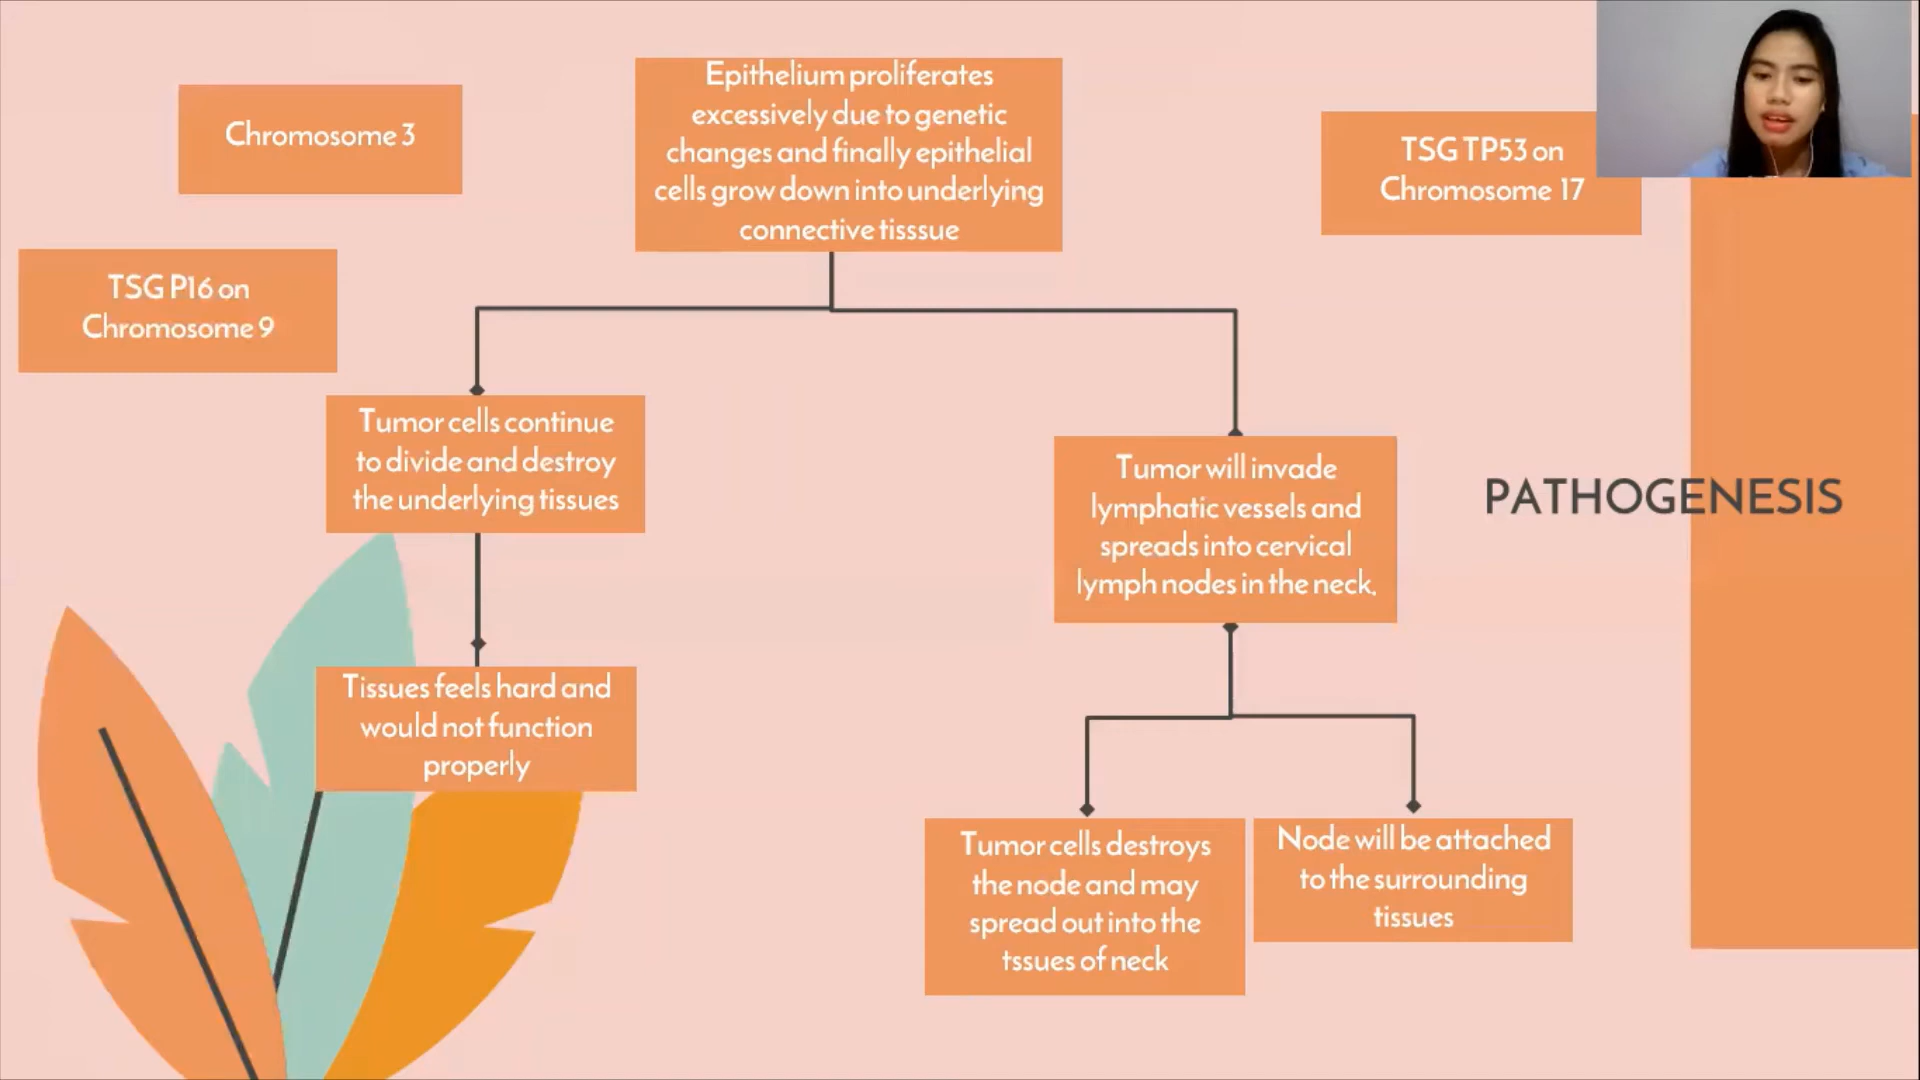 Chromosome 3
Epithelium proliferates
excessively due to genetic
changes and finally epithelial
cells grow down into underlying
connective tisssue
TSG TP53 on
Chromosome 17
TSG P16 on
Chromosome 9
Tumor cells continue
to divide and destroy
the underlying tissues
Tumor will invade
lymphatic vessels and
spreads into cervical
lymph nodes in the neck.
PATHOGENESIS
Tissues feels hard and
would not function
properly
Tumor cells destroys
the node and may
spread out into the
tssues of neck
Node will be attached
to the surrounding
tissues